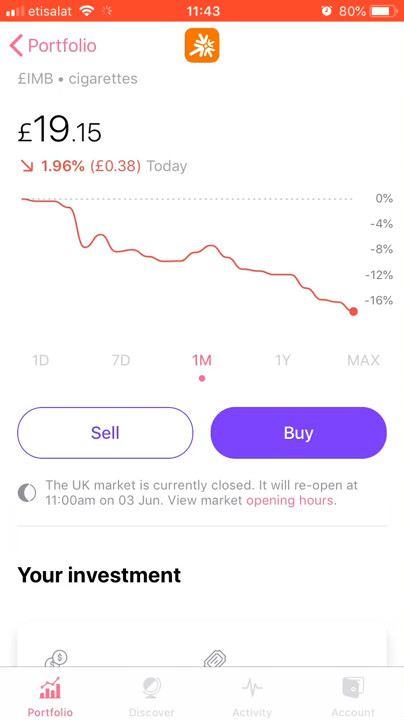 etisalat 11:43 80%
Portfolio
£IMB • cigarettes
£19.15
1.96% (£0.38) Today
0%
-4%
-8%
-12%
-16%
1D 7D 1M 1Y MAX
Sell Buy
The UK market is currently closed. It will re-open at
11:00am on 03 Jun. View market opening hours.
Your investment
Portfolio Discover Activity Account